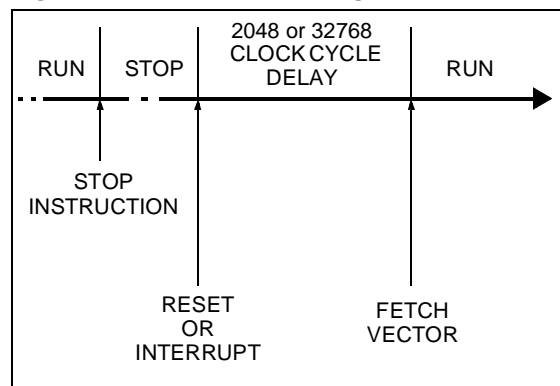 2048 or 32768
CLOCK CYCLE
DELAY
RUN
STOP
RUN
STOP
INSTRUCTION
RESET
OR
INTERRUPT
FETCH
VECTOR